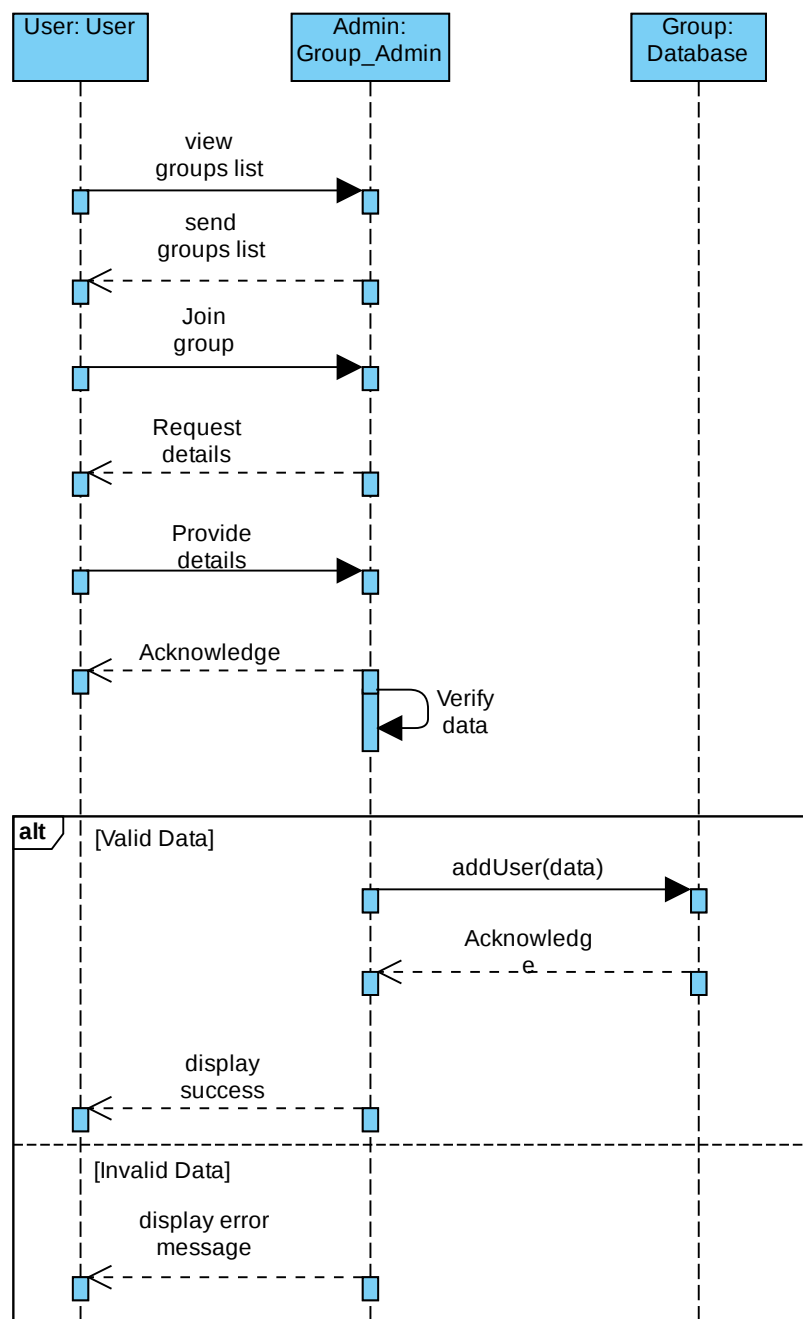 User: User
Admin:
Group_Admin
Group:
Database
view
groups list
send
groups list
Join
group
Request
details
Provide
details
Acknowledge
Verify
data
alt
[Valid Data]
addUser(data)
Acknowledg
e
display
success
[Invalid Data]
display error
message